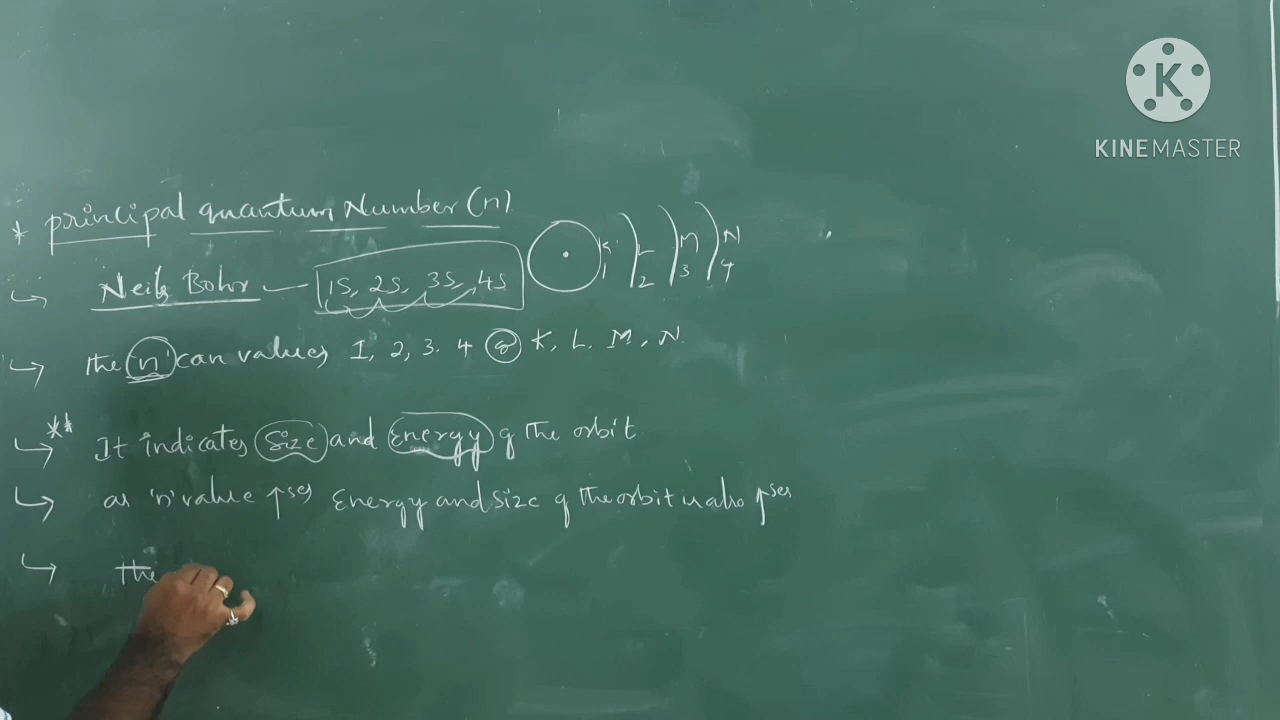 K
KINEMASTER
* principal quantum Number (n)
↪ Neils Bohr — 1S, 2S, 3S, 4S
K L M N
1 2 3 4
↪ the 'n' can values 1, 2, 3. 4 or K, L. M, N.
↪ ** It indicates Size and Energy of the orbit
↪ as 'n' value ↑ses Energy and Size of the orbit is also ↑ses
↪ the